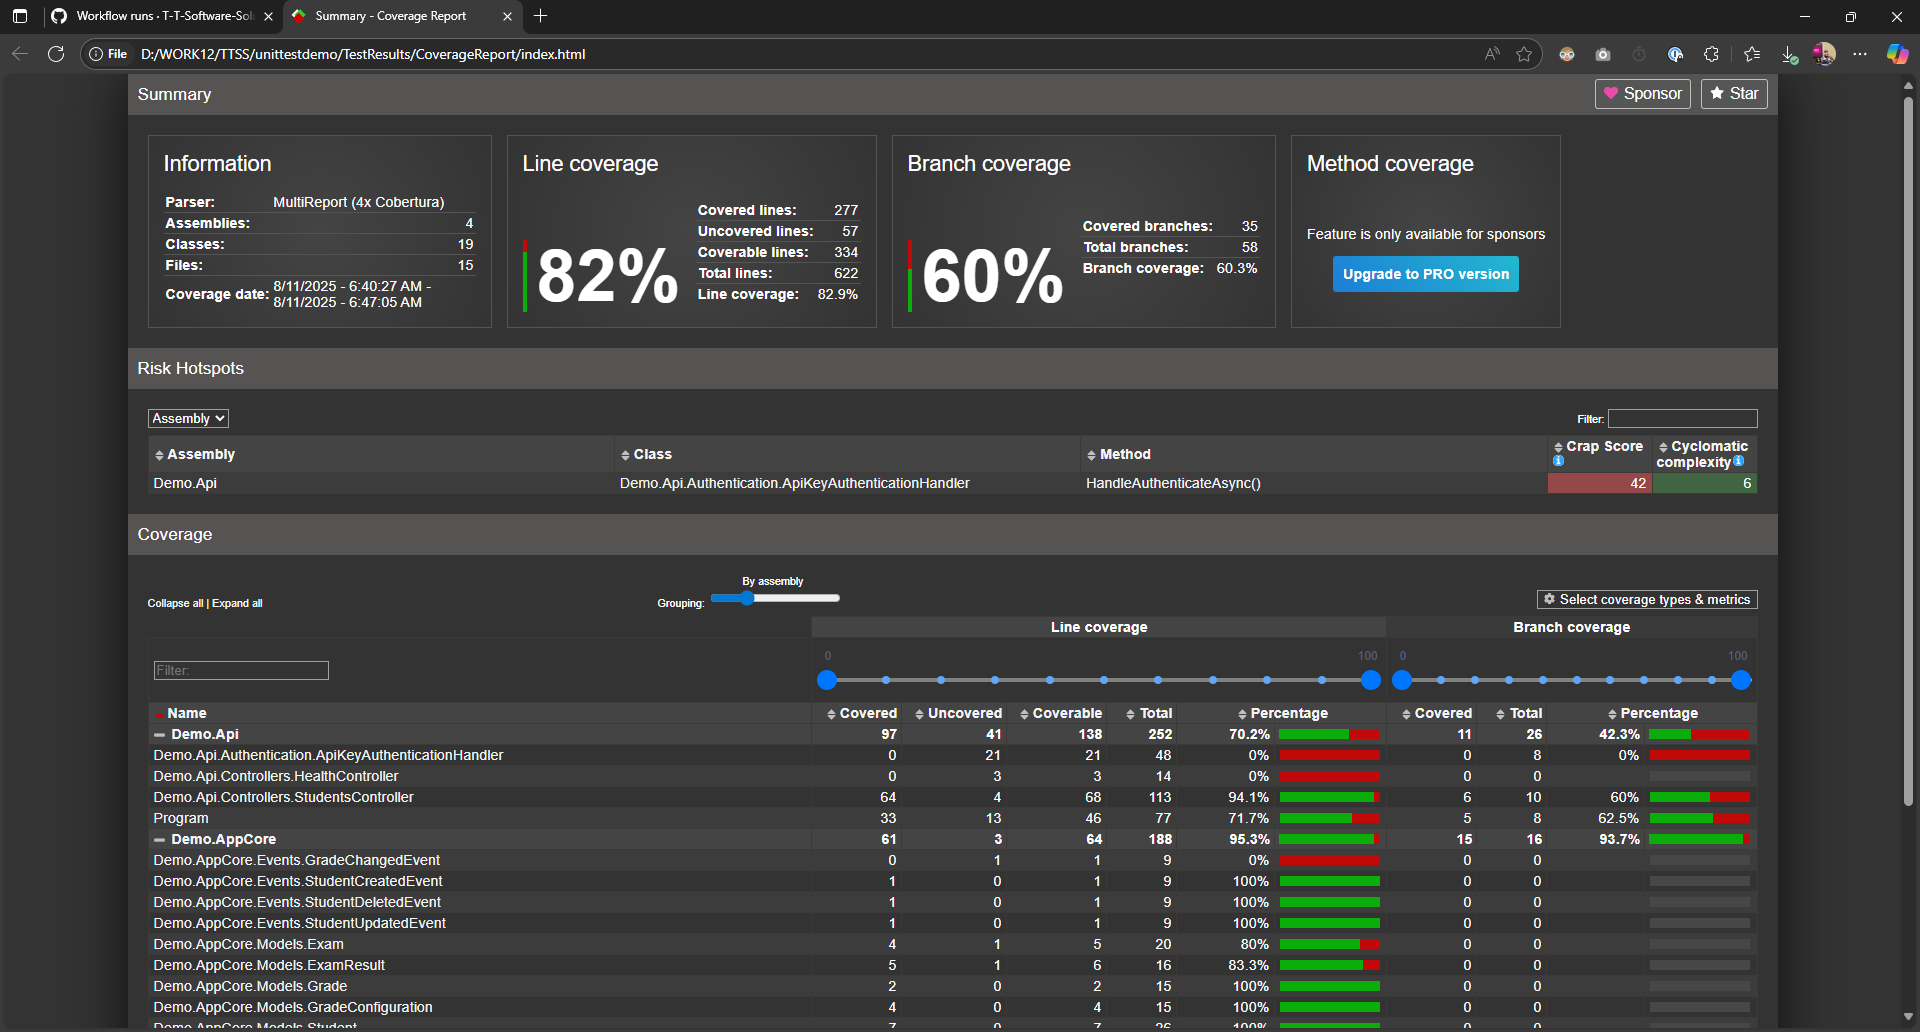 Workflow runs · T-T-Software-Sol
Summary - Coverage Report
File D:/WORK12/TTSS/unittestdemo/TestResults/CoverageReport/index.html
Summary
Sponsor
Star
Information
Parser: MultiReport (4x Cobertura)
Assemblies: 4
Classes: 19
Files: 15
Coverage date: 8/11/2025 - 6:40:27 AM -
8/11/2025 - 6:47:05 AM
Line coverage
82%
Covered lines: 277
Uncovered lines: 57
Coverable lines: 334
Total lines: 622
Line coverage: 82.9%
Branch coverage
60%
Covered branches: 35
Total branches: 58
Branch coverage: 60.3%
Method coverage
Feature is only available for sponsors
Upgrade to PRO version
Risk Hotspots
Assembly
Filter:
Assembly Class Method Crap Score Cyclomatic complexity
Demo.Api Demo.Api.Authentication.ApiKeyAuthenticationHandler HandleAuthenticateAsync() 42 6
Coverage
Collapse all | Expand all
By assembly
Grouping:
Select coverage types & metrics
Line coverage Branch coverage
Filter:
0 100 0 100
Name Covered Uncovered Coverable Total Percentage Covered Total Percentage
Demo.Api 97 41 138 252 70.2% 11 26 42.3%
Demo.Api.Authentication.ApiKeyAuthenticationHandler 0 21 21 48 0% 0 8 0%
Demo.Api.Controllers.HealthController 0 3 3 14 0% 0 0
Demo.Api.Controllers.StudentsController 64 4 68 113 94.1% 6 10 60%
Program 33 13 46 77 71.7% 5 8 62.5%
Demo.AppCore 61 3 64 188 95.3% 15 16 93.7%
Demo.AppCore.Events.GradeChangedEvent 0 1 1 9 0% 0 0
Demo.AppCore.Events.StudentCreatedEvent 1 0 1 9 100% 0 0
Demo.AppCore.Events.StudentDeletedEvent 1 0 1 9 100% 0 0
Demo.AppCore.Events.StudentUpdatedEvent 1 0 1 9 100% 0 0
Demo.AppCore.Models.Exam 4 1 5 20 80% 0 0
Demo.AppCore.Models.ExamResult 5 1 6 16 83.3% 0 0
Demo.AppCore.Models.Grade 2 0 2 15 100% 0 0
Demo.AppCore.Models.GradeConfiguration 4 0 4 15 100% 0 0
Demo.AppCore.Models.Student 7 0 7 26 100% 0 0